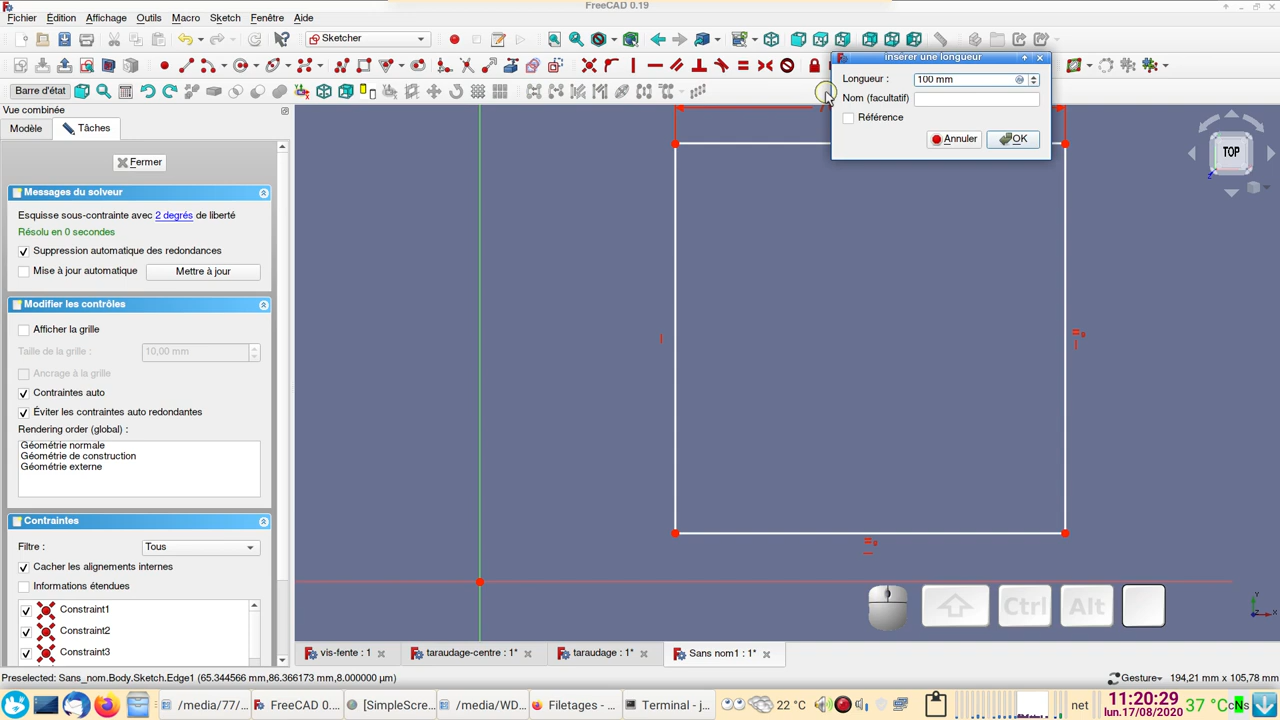 FreeCAD 0.19
Fichier Édition Affichage Outils Macro Sketch Fenêtre Aide
Sketcher
Barre d'état
Vue combinée
Modèle Tâches
Fermer
Messages du solveur
Esquisse sous-contrainte avec 2 degrés de liberté
Résolu en 0 secondes
Suppression automatique des redondances
Mise à jour automatique Mettre à jour
Modifier les contrôles
Afficher la grille
Taille de la grille : 10,00 mm
Ancrage à la grille
Contraintes auto
Éviter les contraintes auto redondantes
Rendering order (global) :
Géométrie normale
Géométrie de construction
Géométrie externe
Contraintes
Filtre : Tous
Cacher les alignements internes
Informations étendues
Constraint1
Constraint2
Constraint3
insérer une longueur
Longueur : 100 mm
Nom (facultatif)
Référence
Annuler OK
TOP
Ctrl Alt
Y
Z X
vis-fente : 1 taraudage-centre : 1* taraudage : 1* Sans nom1 : 1*
Preselected: Sans_nom.Body.Sketch.Edge1 (65.344566 mm,86.366173 mm,8.000000 µm) Gesture 194,21 mm x 105,78 mm
/media/77/... FreeCAD 0.... [SimpleScre... /media/WD... Filetages - ... Terminal - j... 22 °C net 11:20:29 lun.17/08/2020 37 °C cNs